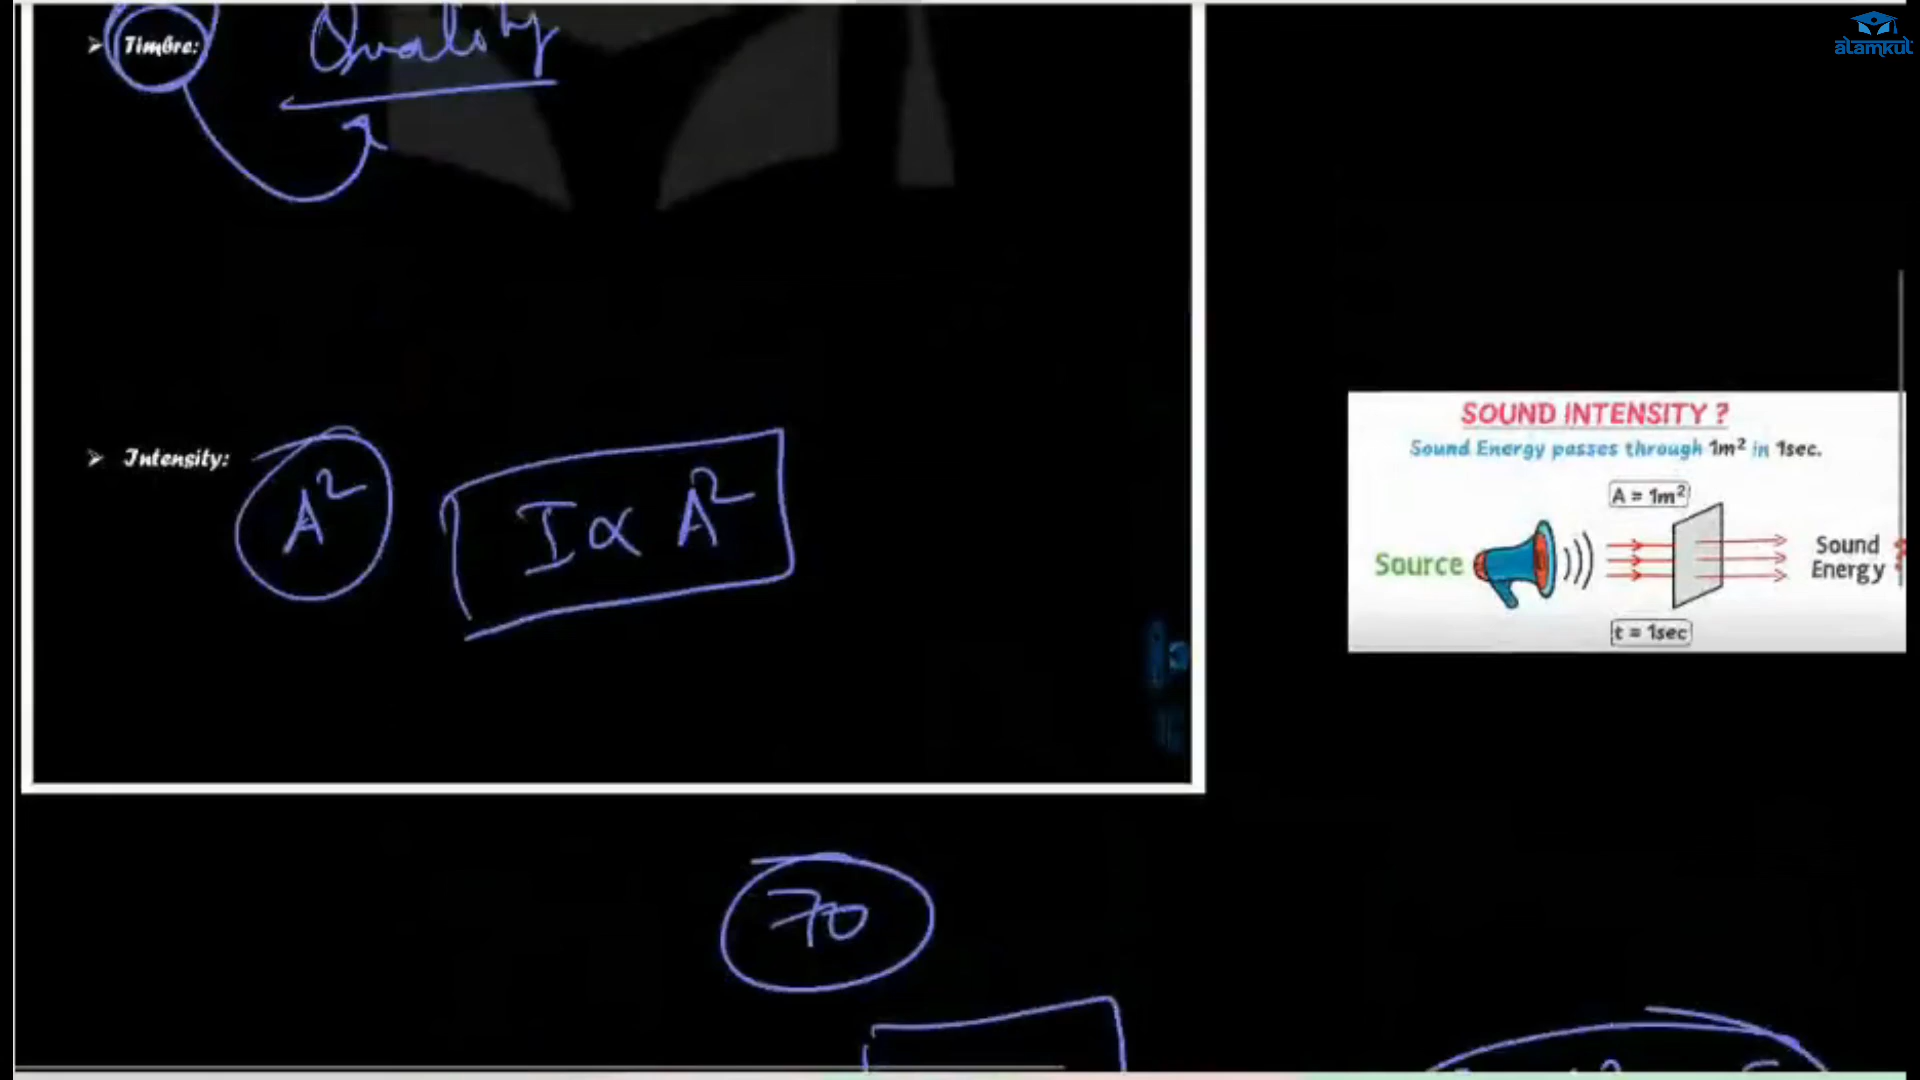 ➤ Timbre: Quality
alamkut
➤ Intensity: A² I ∝ A²
SOUND INTENSITY ?
Sound Energy passes through 1m² in 1sec.
A = 1m²
Source
Sound
Energy
t = 1sec
70